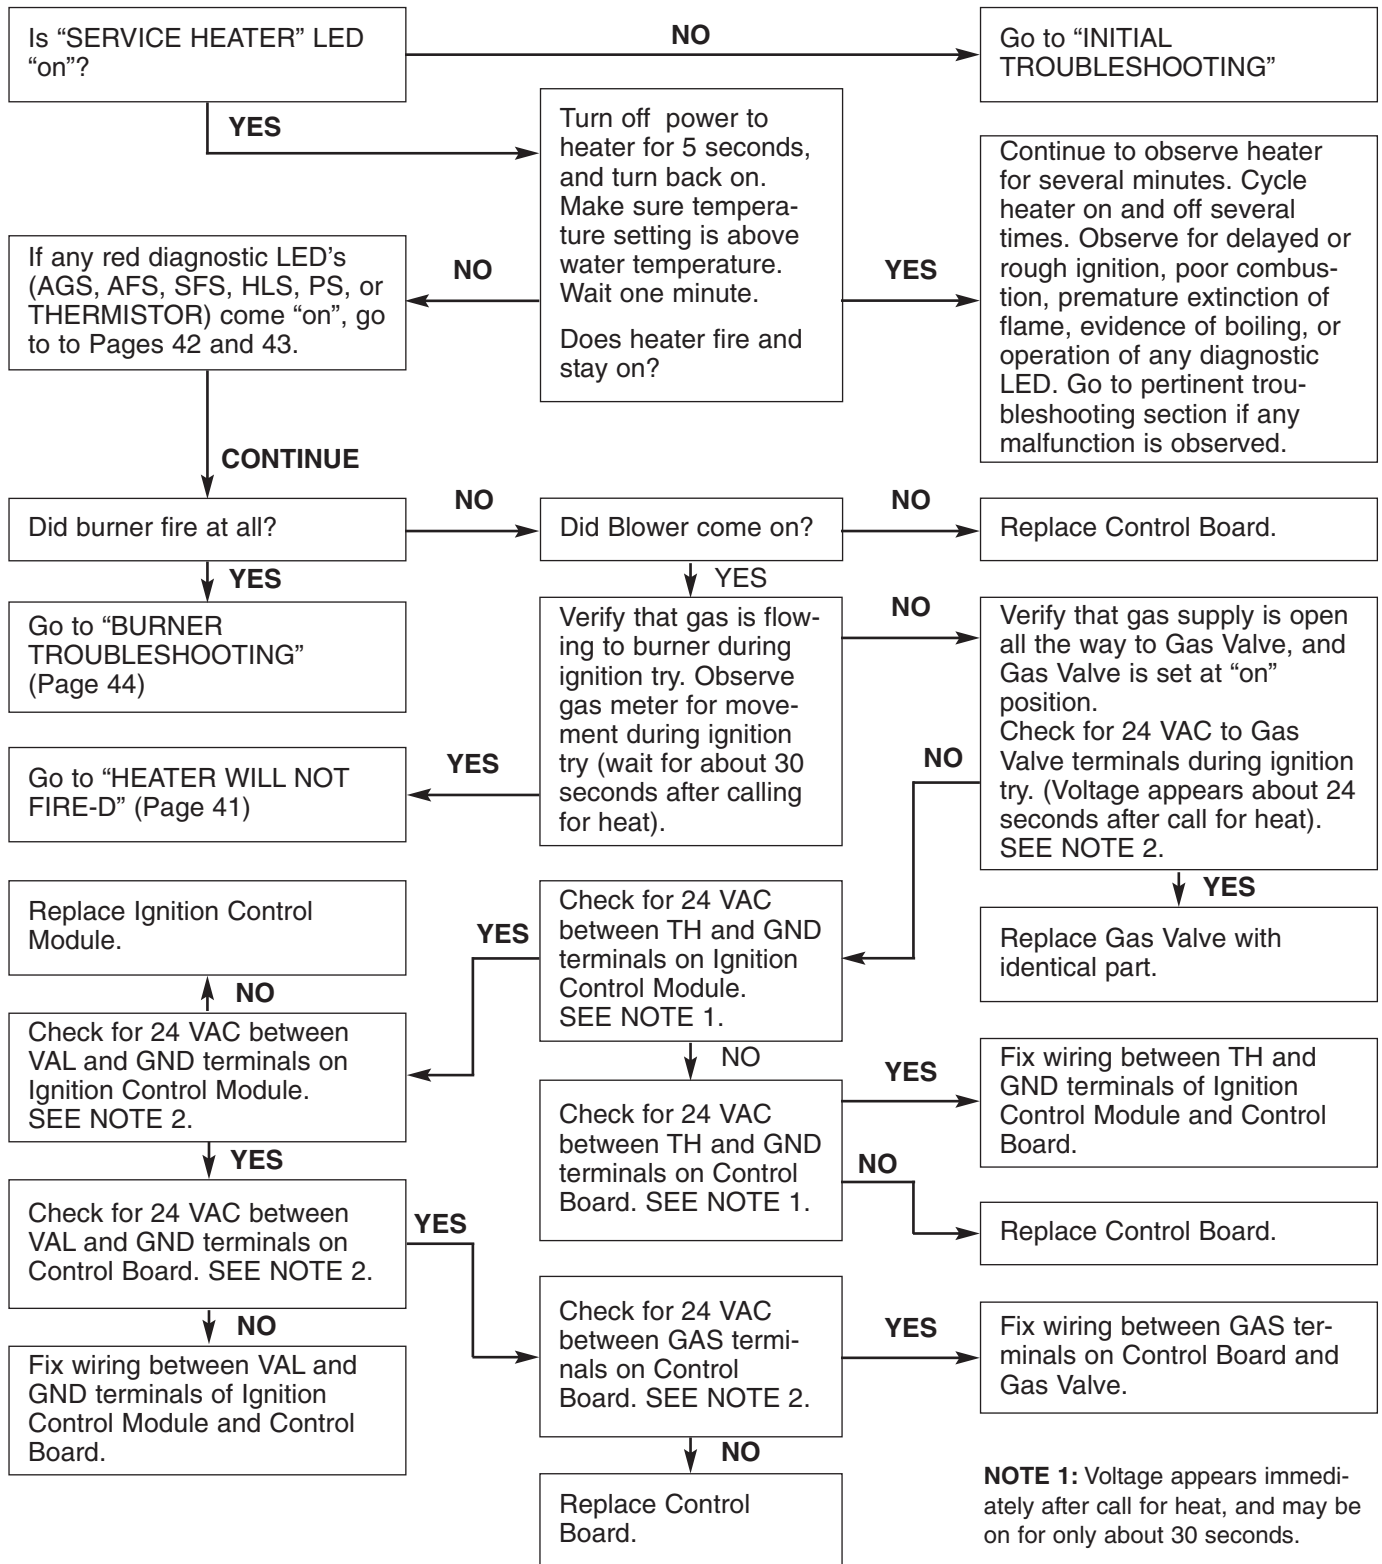 Is “SERVICE HEATER” LED
“on”?
NO
Go to “INITIAL
TROUBLESHOOTING”
YES
Turn off  power to
heater for 5 seconds,
and turn back on.
Make sure tempera-
ture setting is above
water temperature.
Wait one minute.
Does heater fire and
stay on?
YES
Continue to observe heater
for several minutes. Cycle
heater on and off several
times. Observe for delayed or
rough ignition, poor combus-
tion, premature extinction of
flame, evidence of boiling, or
operation of any diagnostic
LED. Go to pertinent trou-
bleshooting section if any
malfunction is observed.
NO
If any red diagnostic LED's
(AGS, AFS, SFS, HLS, PS, or
THERMISTOR) come “on”, go
to to Pages 42 and 43.
CONTINUE
Did burner fire at all?
NO
Did Blower come on?
NO
Replace Control Board.
YES
Go to “BURNER
TROUBLESHOOTING”
(Page 44)
YES
Verify that gas is flow-
ing to burner during
ignition try. Observe
gas meter for move-
ment during ignition
try (wait for about 30
seconds after calling
for heat).
NO
Verify that gas supply is open
all the way to Gas Valve, and
Gas Valve is set at “on”
position.
Check for 24 VAC to Gas
Valve terminals during ignition
try. (Voltage appears about 24
seconds after call for heat).
SEE NOTE 2.
YES
Go to “HEATER WILL NOT
FIRE-D” (Page 41)
NO
YES
Replace Gas Valve with
identical part.
Check for 24 VAC
between TH and GND
terminals on Ignition
Control Module.
SEE NOTE 1.
YES
Replace Ignition Control
Module.
NO
Check for 24 VAC between
VAL and GND terminals on
Ignition Control Module.
SEE NOTE 2.
NO
Check for 24 VAC
between TH and GND
terminals on Control
Board. SEE NOTE 1.
YES
Fix wiring between TH and
GND terminals of Ignition
Control Module and Control
Board.
NO
Replace Control Board.
YES
Check for 24 VAC between
VAL and GND terminals on
Control Board. SEE NOTE 2.
YES
NO
Fix wiring between VAL and
GND terminals of Ignition
Control Module and Control
Board.
Check for 24 VAC
between GAS termi-
nals on Control
Board. SEE NOTE 2.
YES
Fix wiring between GAS ter-
minals on Control Board and
Gas Valve.
NO
Replace Control
Board.
NOTE 1: Voltage appears immedi-
ately after call for heat, and may be
on for only about 30 seconds.